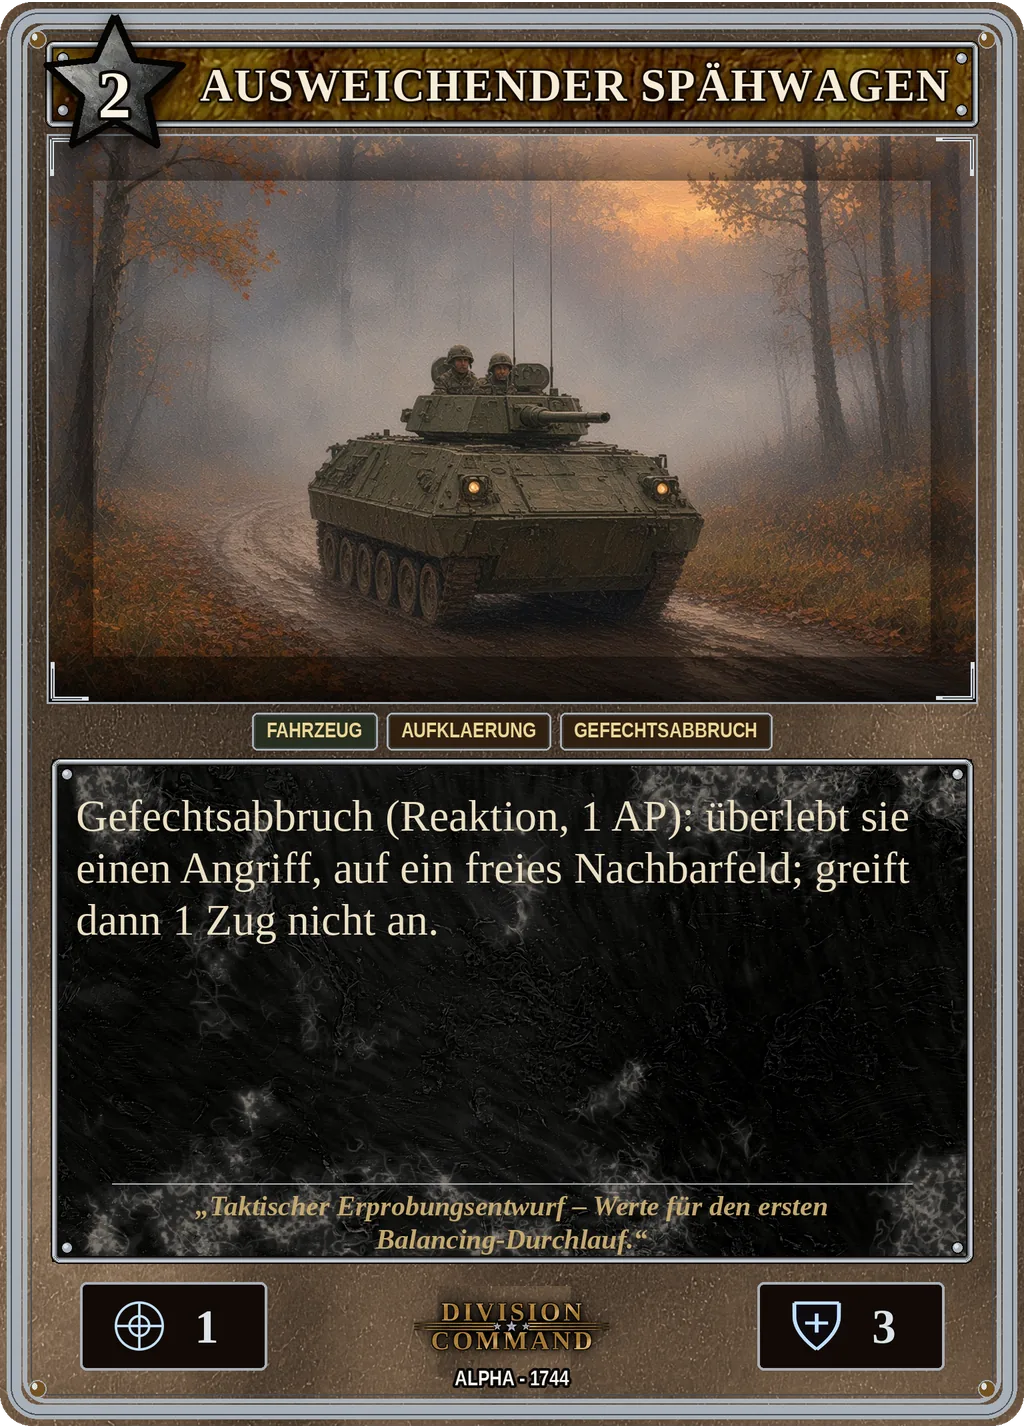 2
AUSWEICHENDER SPÄHWAGEN
FAHRZEUG AUFKLAERUNG GEFECHTSABBRUCH
Gefechtsabbruch (Reaktion, 1 AP): überlebt sie
einen Angriff, auf ein freies Nachbarfeld; greift
dann 1 Zug nicht an.
„Taktischer Erprobungsentwurf – Werte für den ersten
Balancing-Durchlauf.“
1
DIVISION
COMMAND
ALPHA - 1744
3